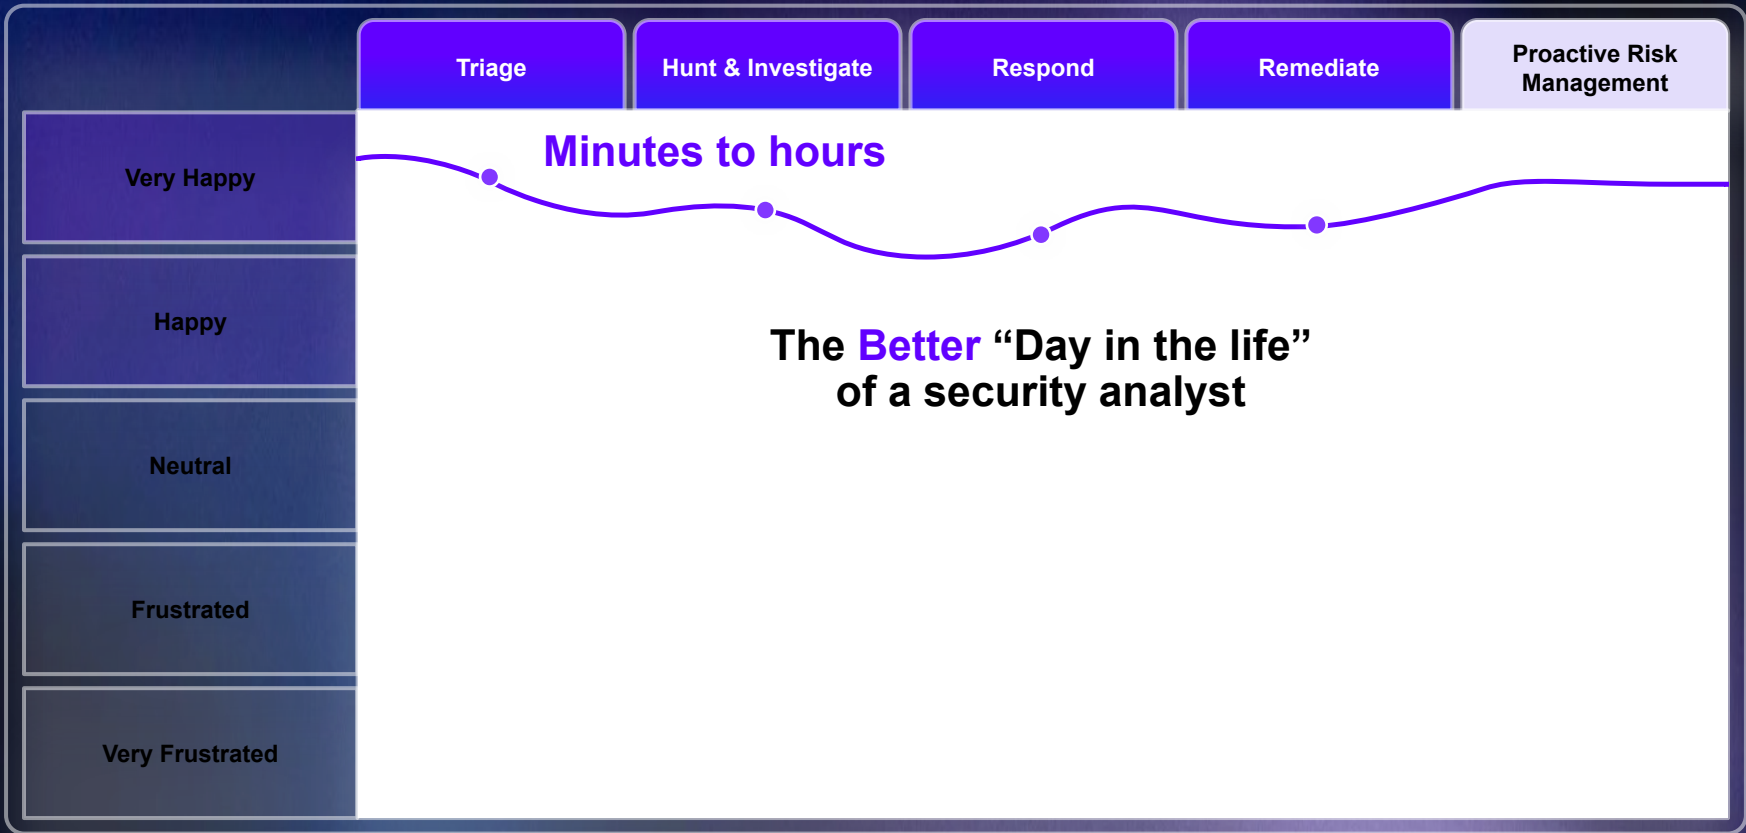 Triage
Hunt & Investigate
Respond
Remediate
Proactive Risk
Management
Very Happy
Minutes to hours
Happy
The Better “Day in the life”
of a security analyst
Neutral
Frustrated
Very Frustrated